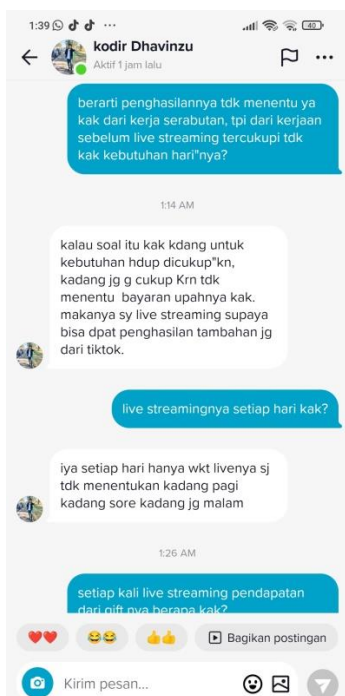 1:39
40
kodir Dhavinzu
Aktif 1 jam lalu
berarti penghasilannya tdk menentu ya
kak dari kerja serabutan, tpi dari kerjaan
sebelum live streaming tercukupi tdk
kak kebutuhan hari"nya?
1:14 AM
kalau soal itu kak kdang untuk
kebutuhan hdup dicukup"kn,
kadang jg g cukup Krn tdk
menentu bayaran upahnya kak.
makanya sy live streaming supaya
bisa dpat penghasilan tambahan jg
dari tiktok.
live streamingnya setiap hari kak?
iya setiap hari hanya wkt livenya sj
tdk menentukan kadang pagi
kadang sore kadang jg malam
1:26 AM
setiap kali live streaming pendapatan
dari gift nya berapa kak?
Bagikan postingan
Kirim pesan...